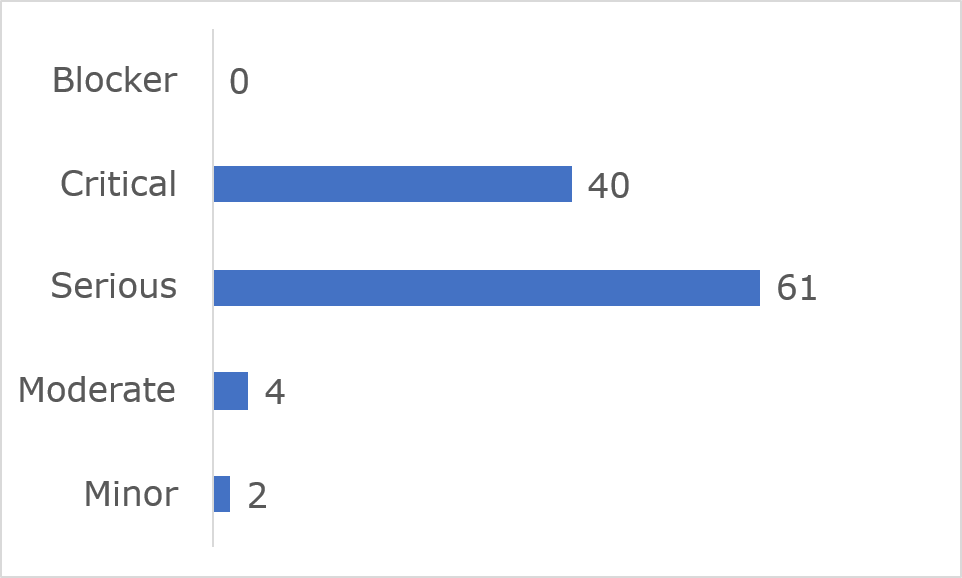 Blocker 0
Critical 40
Serious 61
Moderate 4
Minor 2